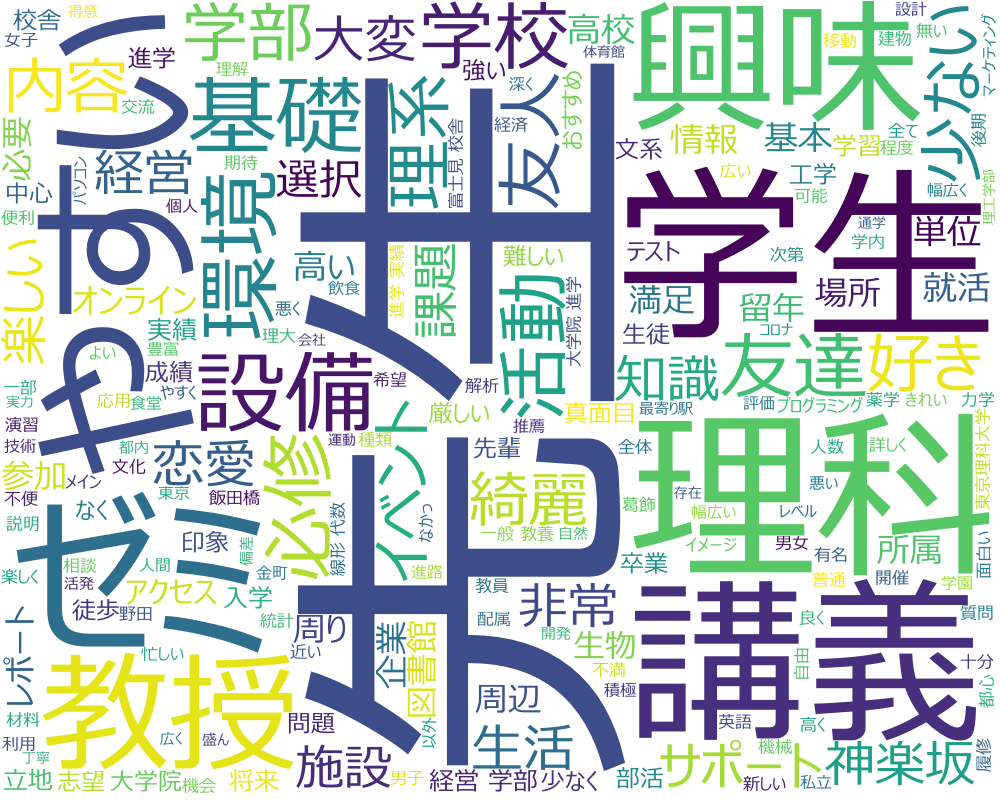 校舎
得意
女子
進学
学部
大変
学校
高校
体育館
興味
移動
設計
無い
建物
マーケティング
少ない
内容
交流
理解
基礎
理系
強い
深く
経済
友人
おすすめ
情報
基本
学習
全て
程度
後期
必要
パソコン
経営
期待
選択
富士見 校舎
文系
工学
可能
広い
幅広く
理工学部
中心
便利
個人
やすい
環境
先生
学生
通学
学内
単位
楽しい
オンライン
高い
飲食
進学 実績
課題
難しい
活動
大学院 進学
テスト
次第
満足
場所
就活
実績
悪く
理大
会社
生徒
留年
コロナ
よい
豊富
成績
やすく
設備
希望
解析
知識
友達
好き
一部
実力
応用
食堂
厳しい
推薦
真面目
最寄り駅
評価
プログラミング
薬学
きれい
力学
演習
技術
都内
文化
恋愛
運動
種類
イベント
先輩
全体
人数
詳しく
東京理科大学
参加
メイン
不便
東京
飯田橋
必修
綺麗
葛飾
存在
幅広い
悪い
レベル
理科
説明
なく
ゼミ
印象
偏差
線形 代数
なかっ
一般 教養
自然
イメージ
男女
有名
所属
面白い
楽しく
相談
活発
人間
アクセス
金町
入学
進路
教員
卒業
普通
開催
学園
徒歩
野田
統計
配属
非常
レポート
忙しい
周り
近い
企業
図書館
開発
生物
不満
講義
良く
自由
質問
教授
材料
利用
丁寧
広く
盛ん
問題
以外
周辺
積極
英語
高く
十分
都心
立地
志望
大学院
機会
将来
施設
男子
経営 学部
少なく
生活
部活
サポート
機械
新しい
私立
神楽坂
履修